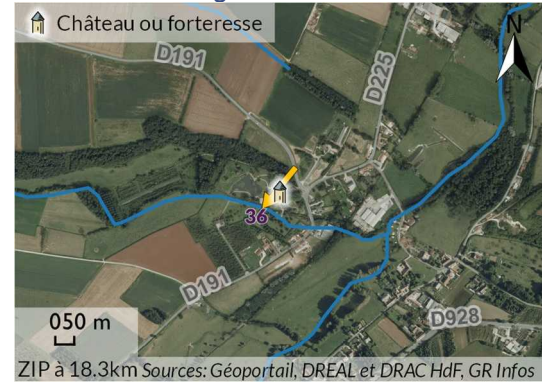 Château ou forteresse
N
D191
D225
36
D191
D928
050 m
ZIP à 18.3km Sources: Géoportail, DREAL et DRAC HdF, GR Infos